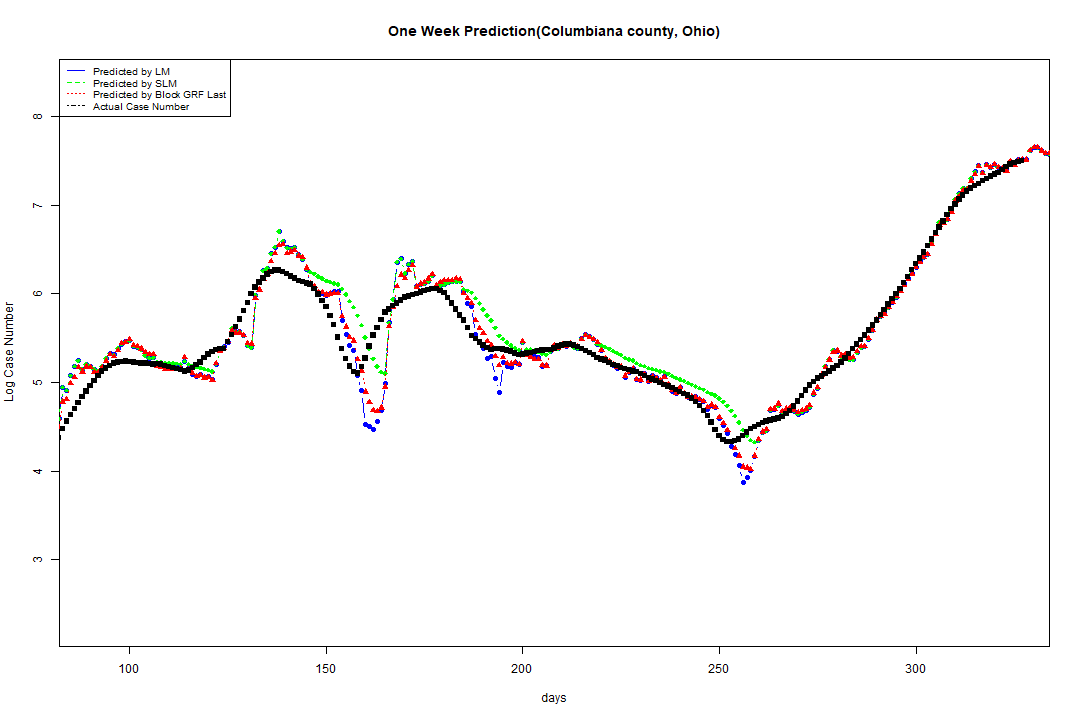 One Week Prediction(Columbiana county, Ohio)
Predicted by LM
Predicted by SLM
Predicted by Block GRF Last
Actual Case Number
8
7
6
5
4
3
Log Case Number
100 150 200 250 300
days